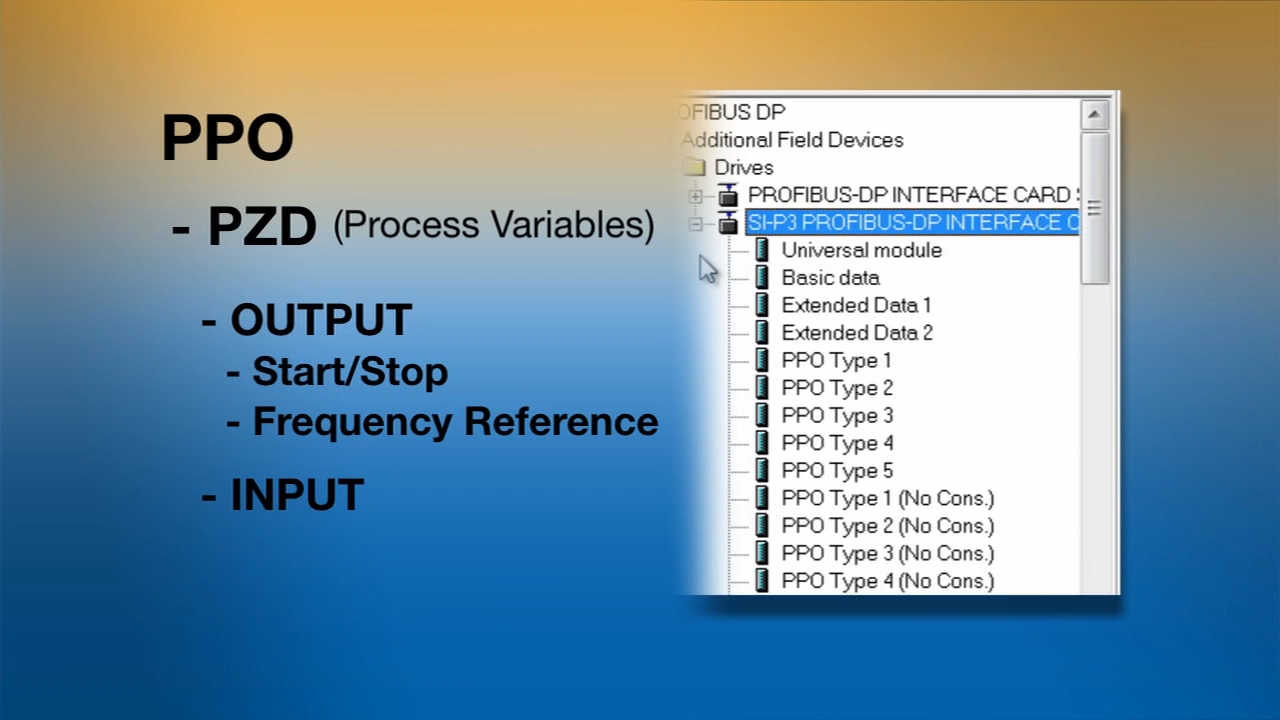 PPO
- PZD (Process Variables)
- OUTPUT
- Start/Stop
- Frequency Reference
- INPUT
OFIBUS DP
Additional Field Devices
Drives
PROFIBUS-DP INTERFACE CARD
SI-P3 PROFIBUS-DP INTERFACE C
Universal module
Basic data
Extended Data 1
Extended Data 2
PPO Type 1
PPO Type 2
PPO Type 3
PPO Type 4
PPO Type 5
PPO Type 1 (No Cons.)
PPO Type 2 (No Cons.)
PPO Type 3 (No Cons.)
PPO Type 4 (No Cons.)